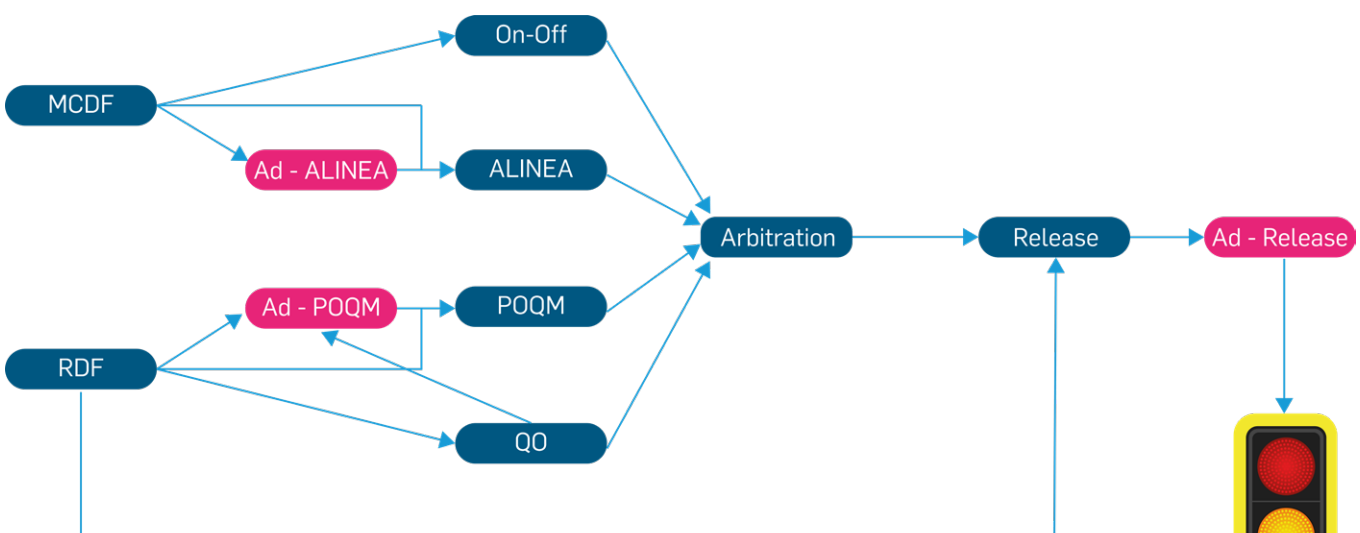 On-Off
MCDF
Ad - ALINEA
ALINEA
Arbitration
Release
Ad - Release
Ad - POQM
POQM
RDF
QO